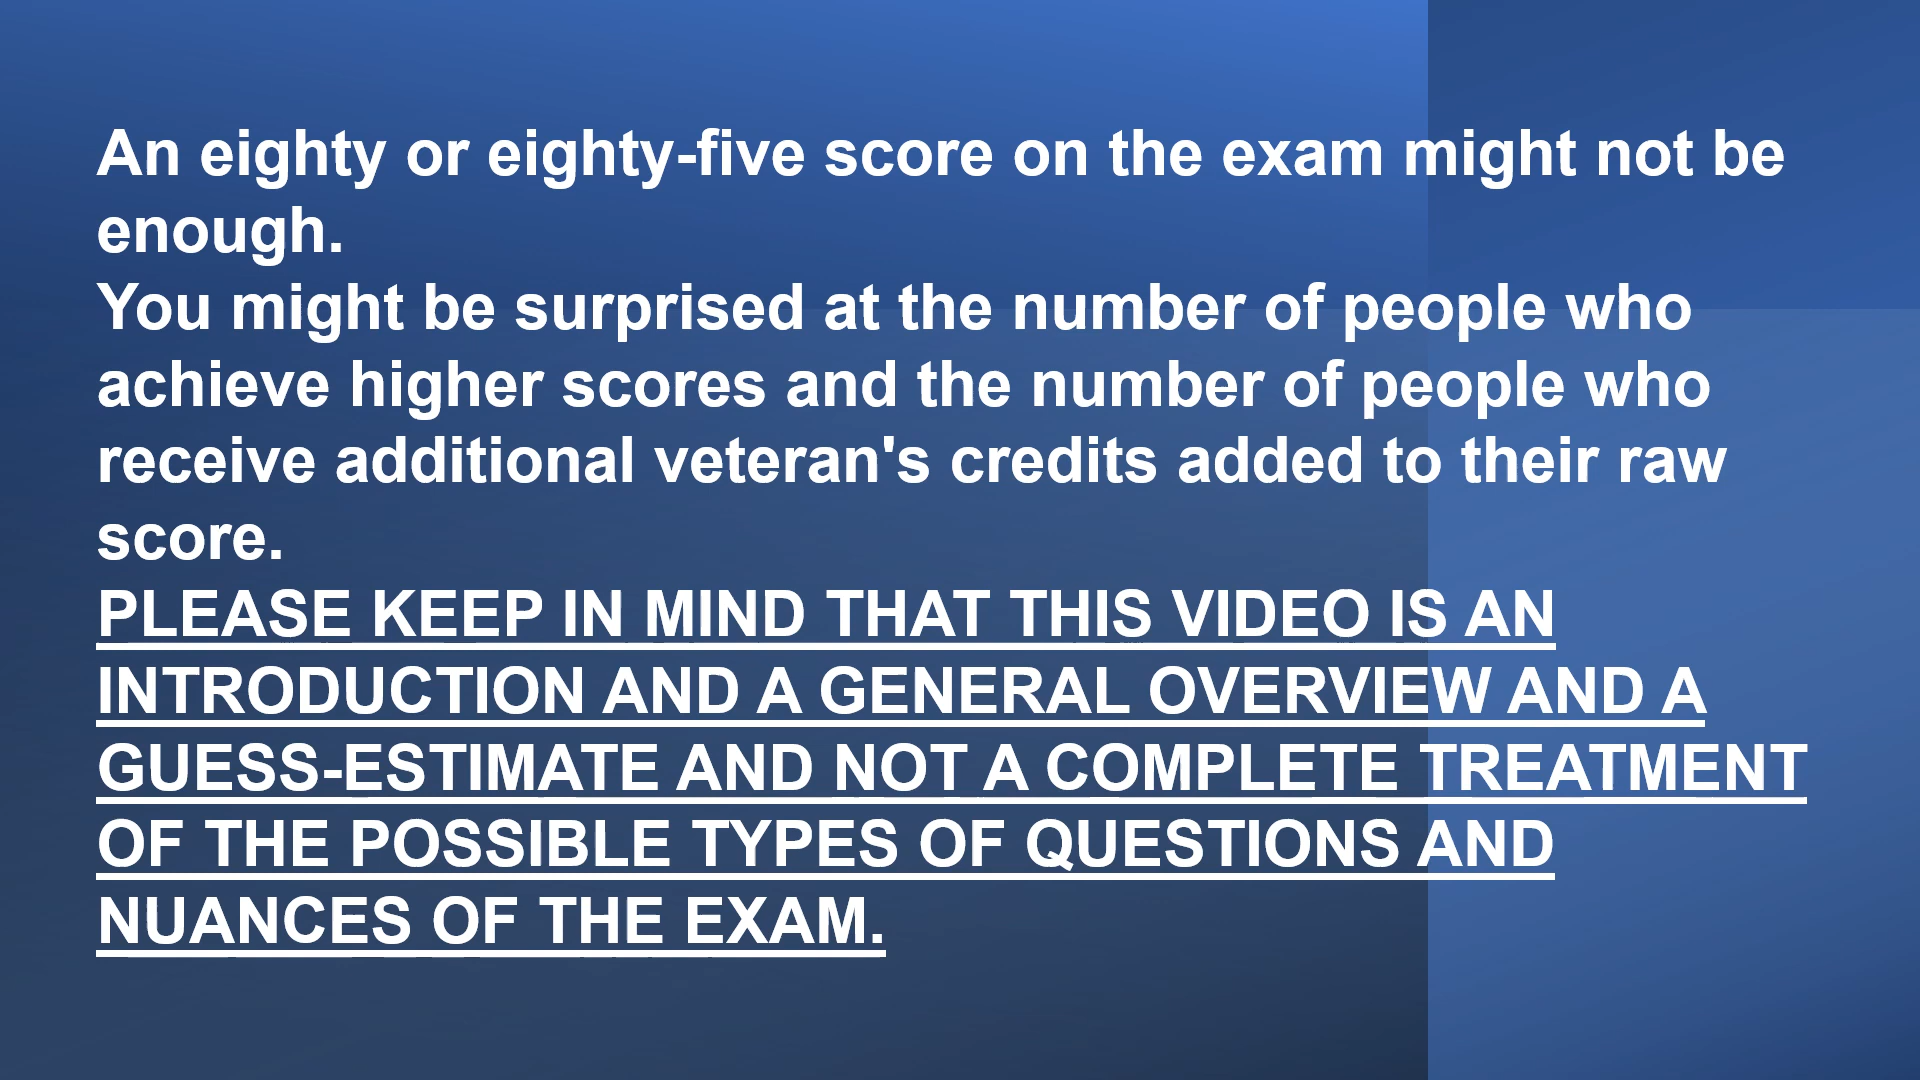 An eighty or eighty-five score on the exam might not be
enough.
You might be surprised at the number of people who
achieve higher scores and the number of people who
receive additional veteran's credits added to their raw
score.
PLEASE KEEP IN MIND THAT THIS VIDEO IS AN
INTRODUCTION AND A GENERAL OVERVIEW AND A
GUESS-ESTIMATE AND NOT A COMPLETE TREATMENT
OF THE POSSIBLE TYPES OF QUESTIONS AND
NUANCES OF THE EXAM.